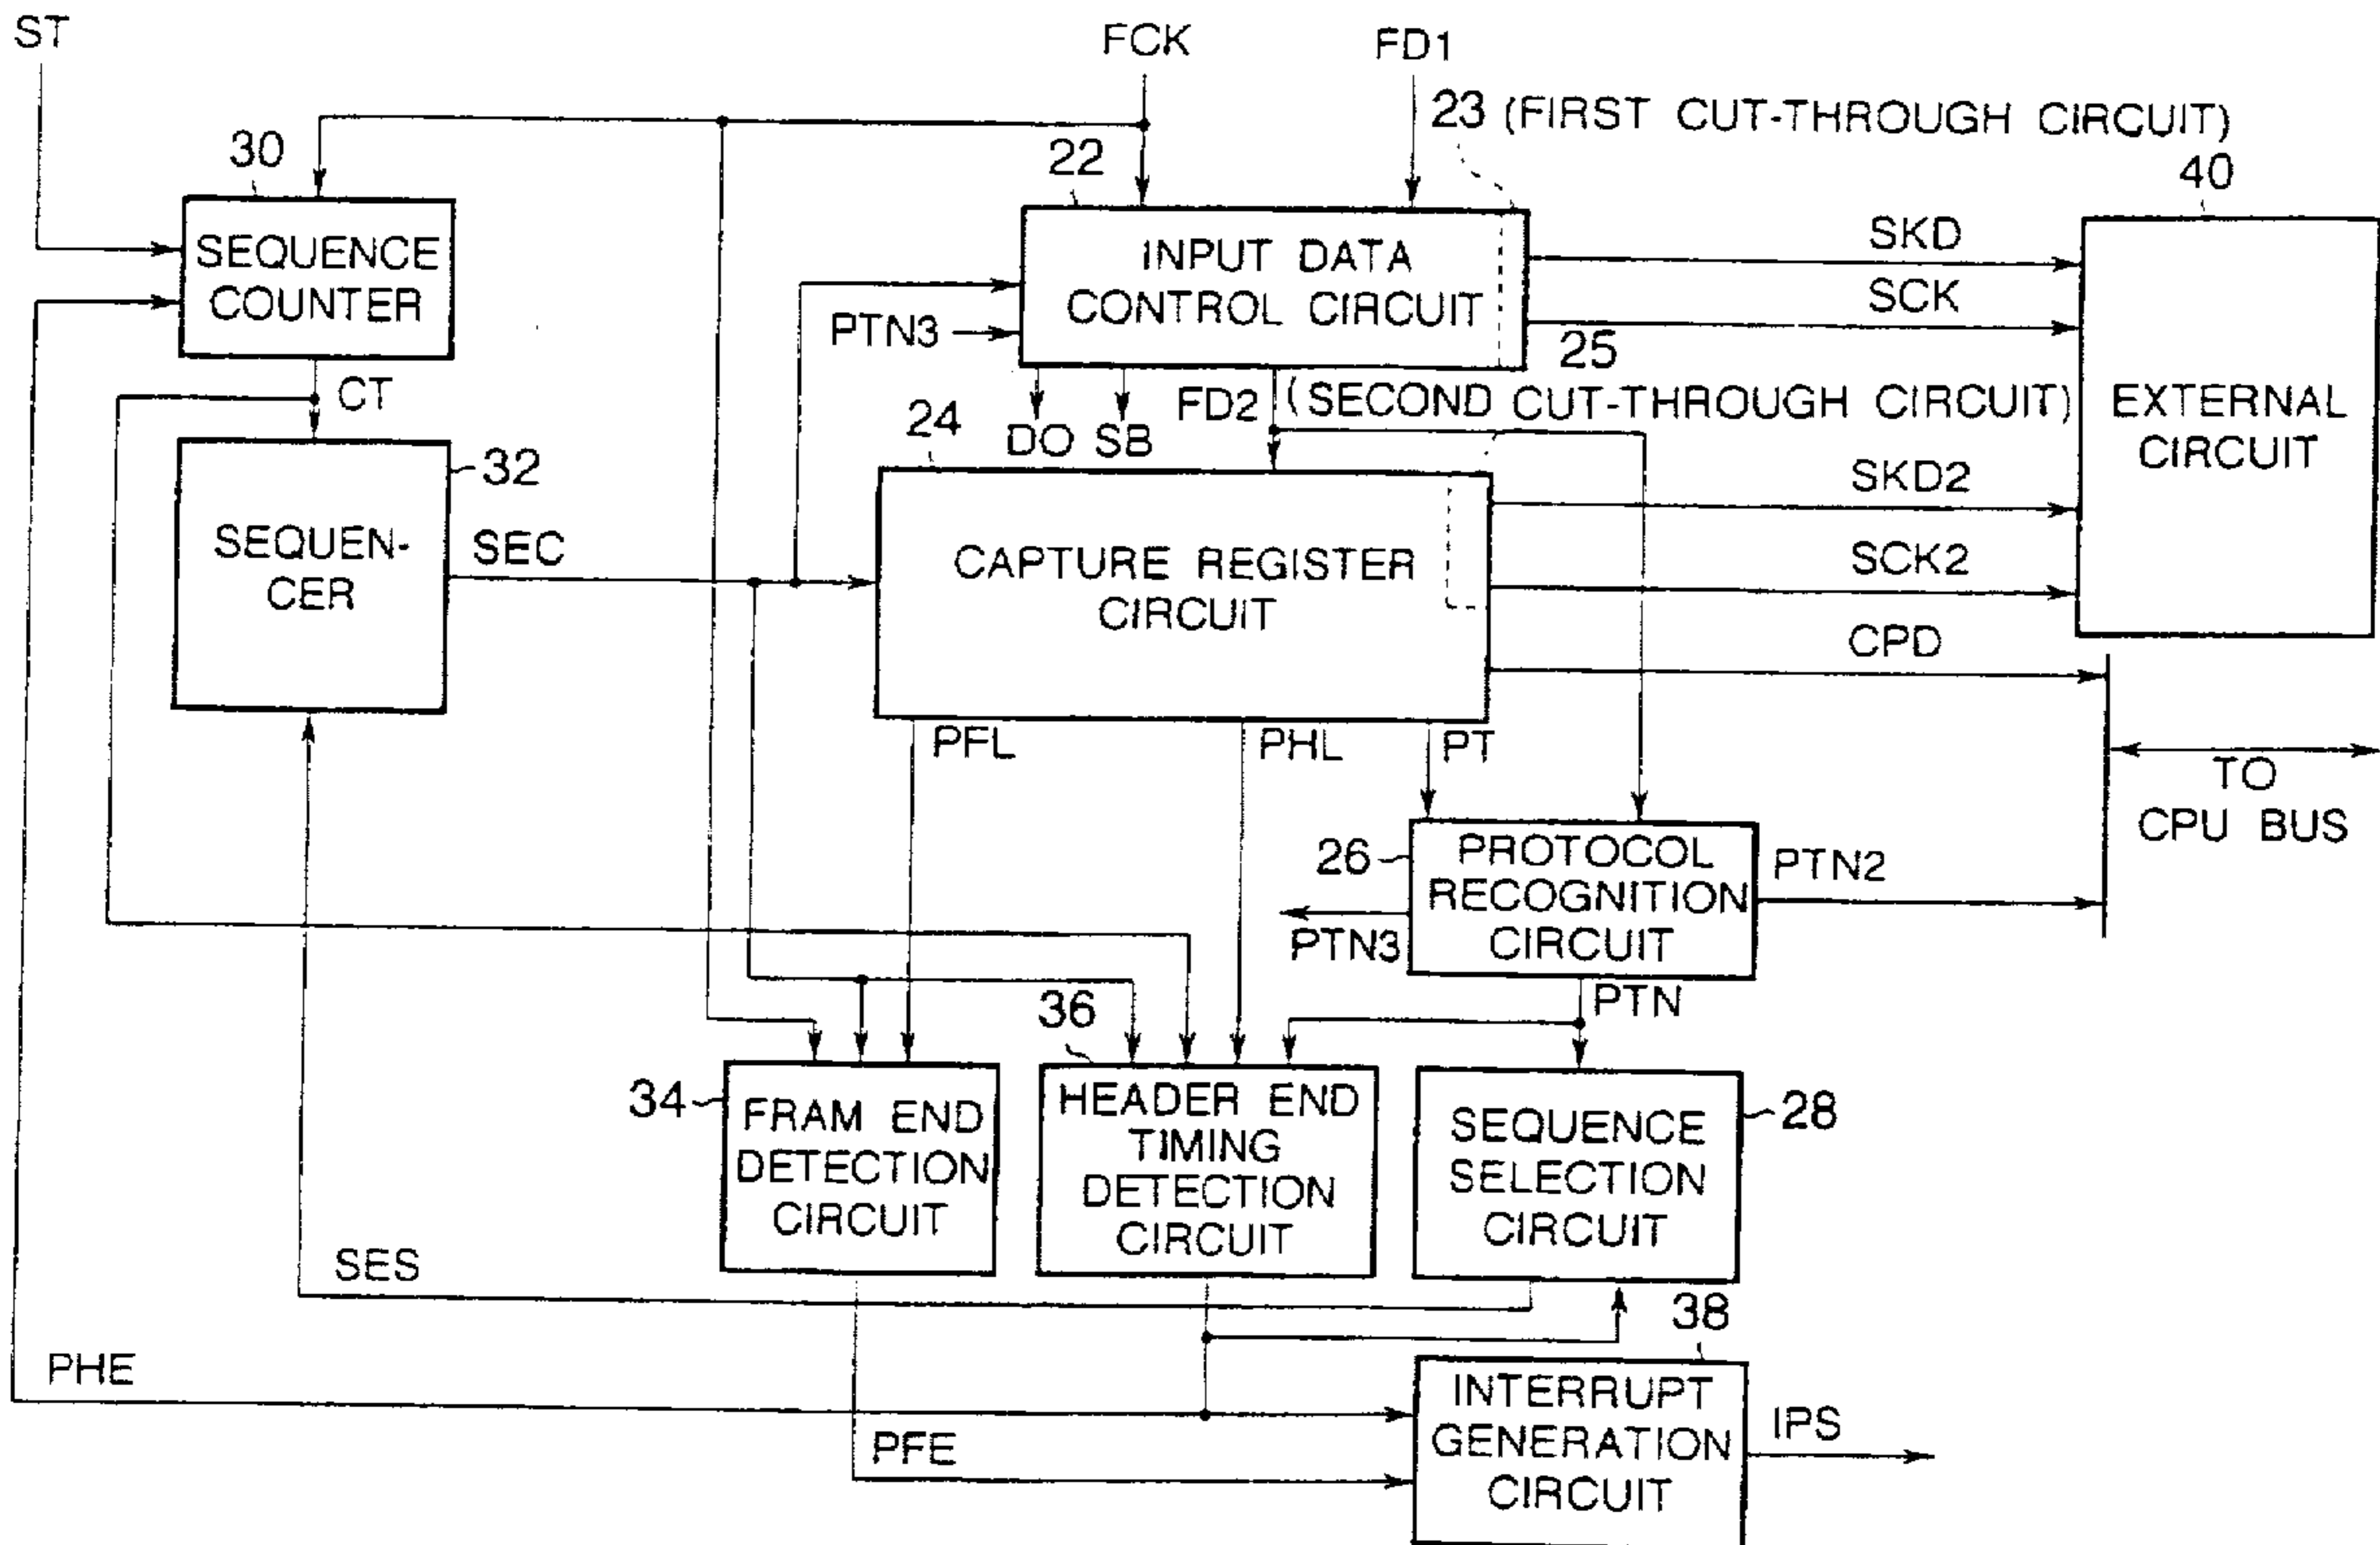 ST
FCK
FD1
23 (FIRST CUT-THROUGH CIRCUIT)
30
22
40
SEQUENCE
COUNTER
INPUT DATA
CONTROL CIRCUIT
PTN3
SKD
SCK
25
(SECOND CUT-THROUGH CIRCUIT)
EXTERNAL
CIRCUIT
CT
DO SB
FD2
24
32
SEQUEN-
CER
SEC
CAPTURE REGISTER
CIRCUIT
SKD2
SCK2
CPD
PFL
PHL
PT
TO
CPU BUS
26
PROTOCOL
RECOGNITION
CIRCUIT
PTN2
PTN3
PTN
36
34
FRAM END
DETECTION
CIRCUIT
HEADER END
TIMING
DETECTION
CIRCUIT
SEQUENCE
SELECTION
CIRCUIT
28
SES
38
PHE
PFE
INTERRUPT
GENERATION
CIRCUIT
IPS